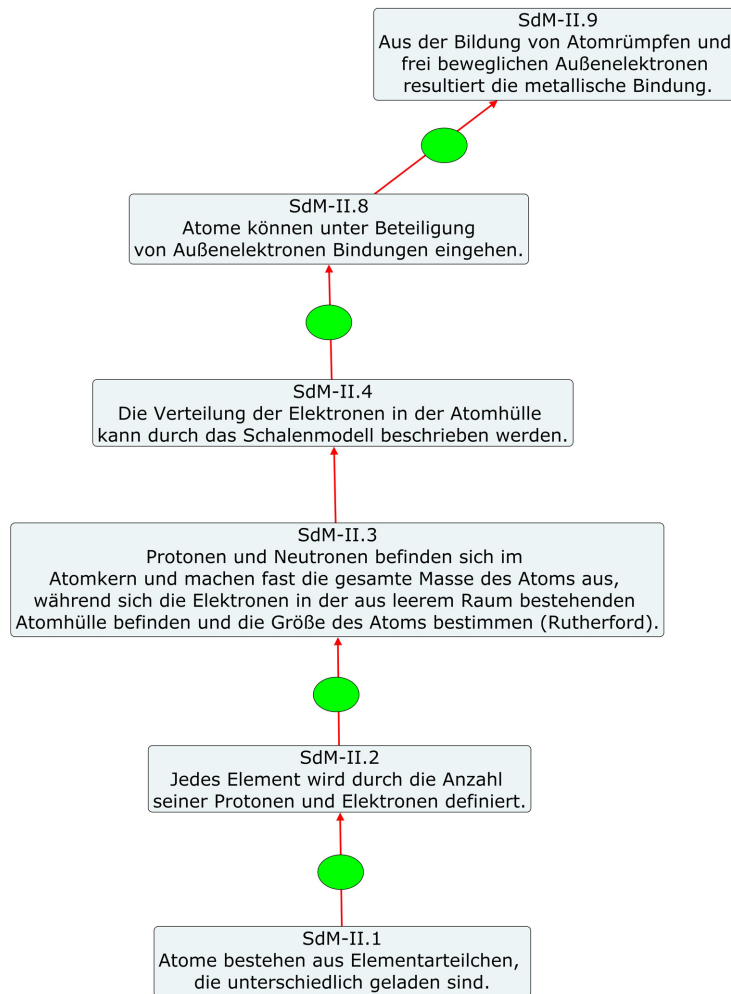 SdM-II.9
Aus der Bildung von Atomrümpfen und
frei beweglichen Außenelektronen
resultiert die metallische Bindung.
SdM-II.8
Atome können unter Beteiligung
von Außenelektronen Bindungen eingehen.
SdM-II.4
Die Verteilung der Elektronen in der Atomhülle
kann durch das Schalenmodell beschrieben werden.
SdM-II.3
Protonen und Neutronen befinden sich im
Atomkern und machen fast die gesamte Masse des Atoms aus,
während sich die Elektronen in der aus leerem Raum bestehenden
Atomhülle befinden und die Größe des Atoms bestimmen (Rutherford).
SdM-II.2
Jedes Element wird durch die Anzahl
seiner Protonen und Elektronen definiert.
SdM-II.1
Atome bestehen aus Elementarteilchen,
die unterschiedlich geladen sind.